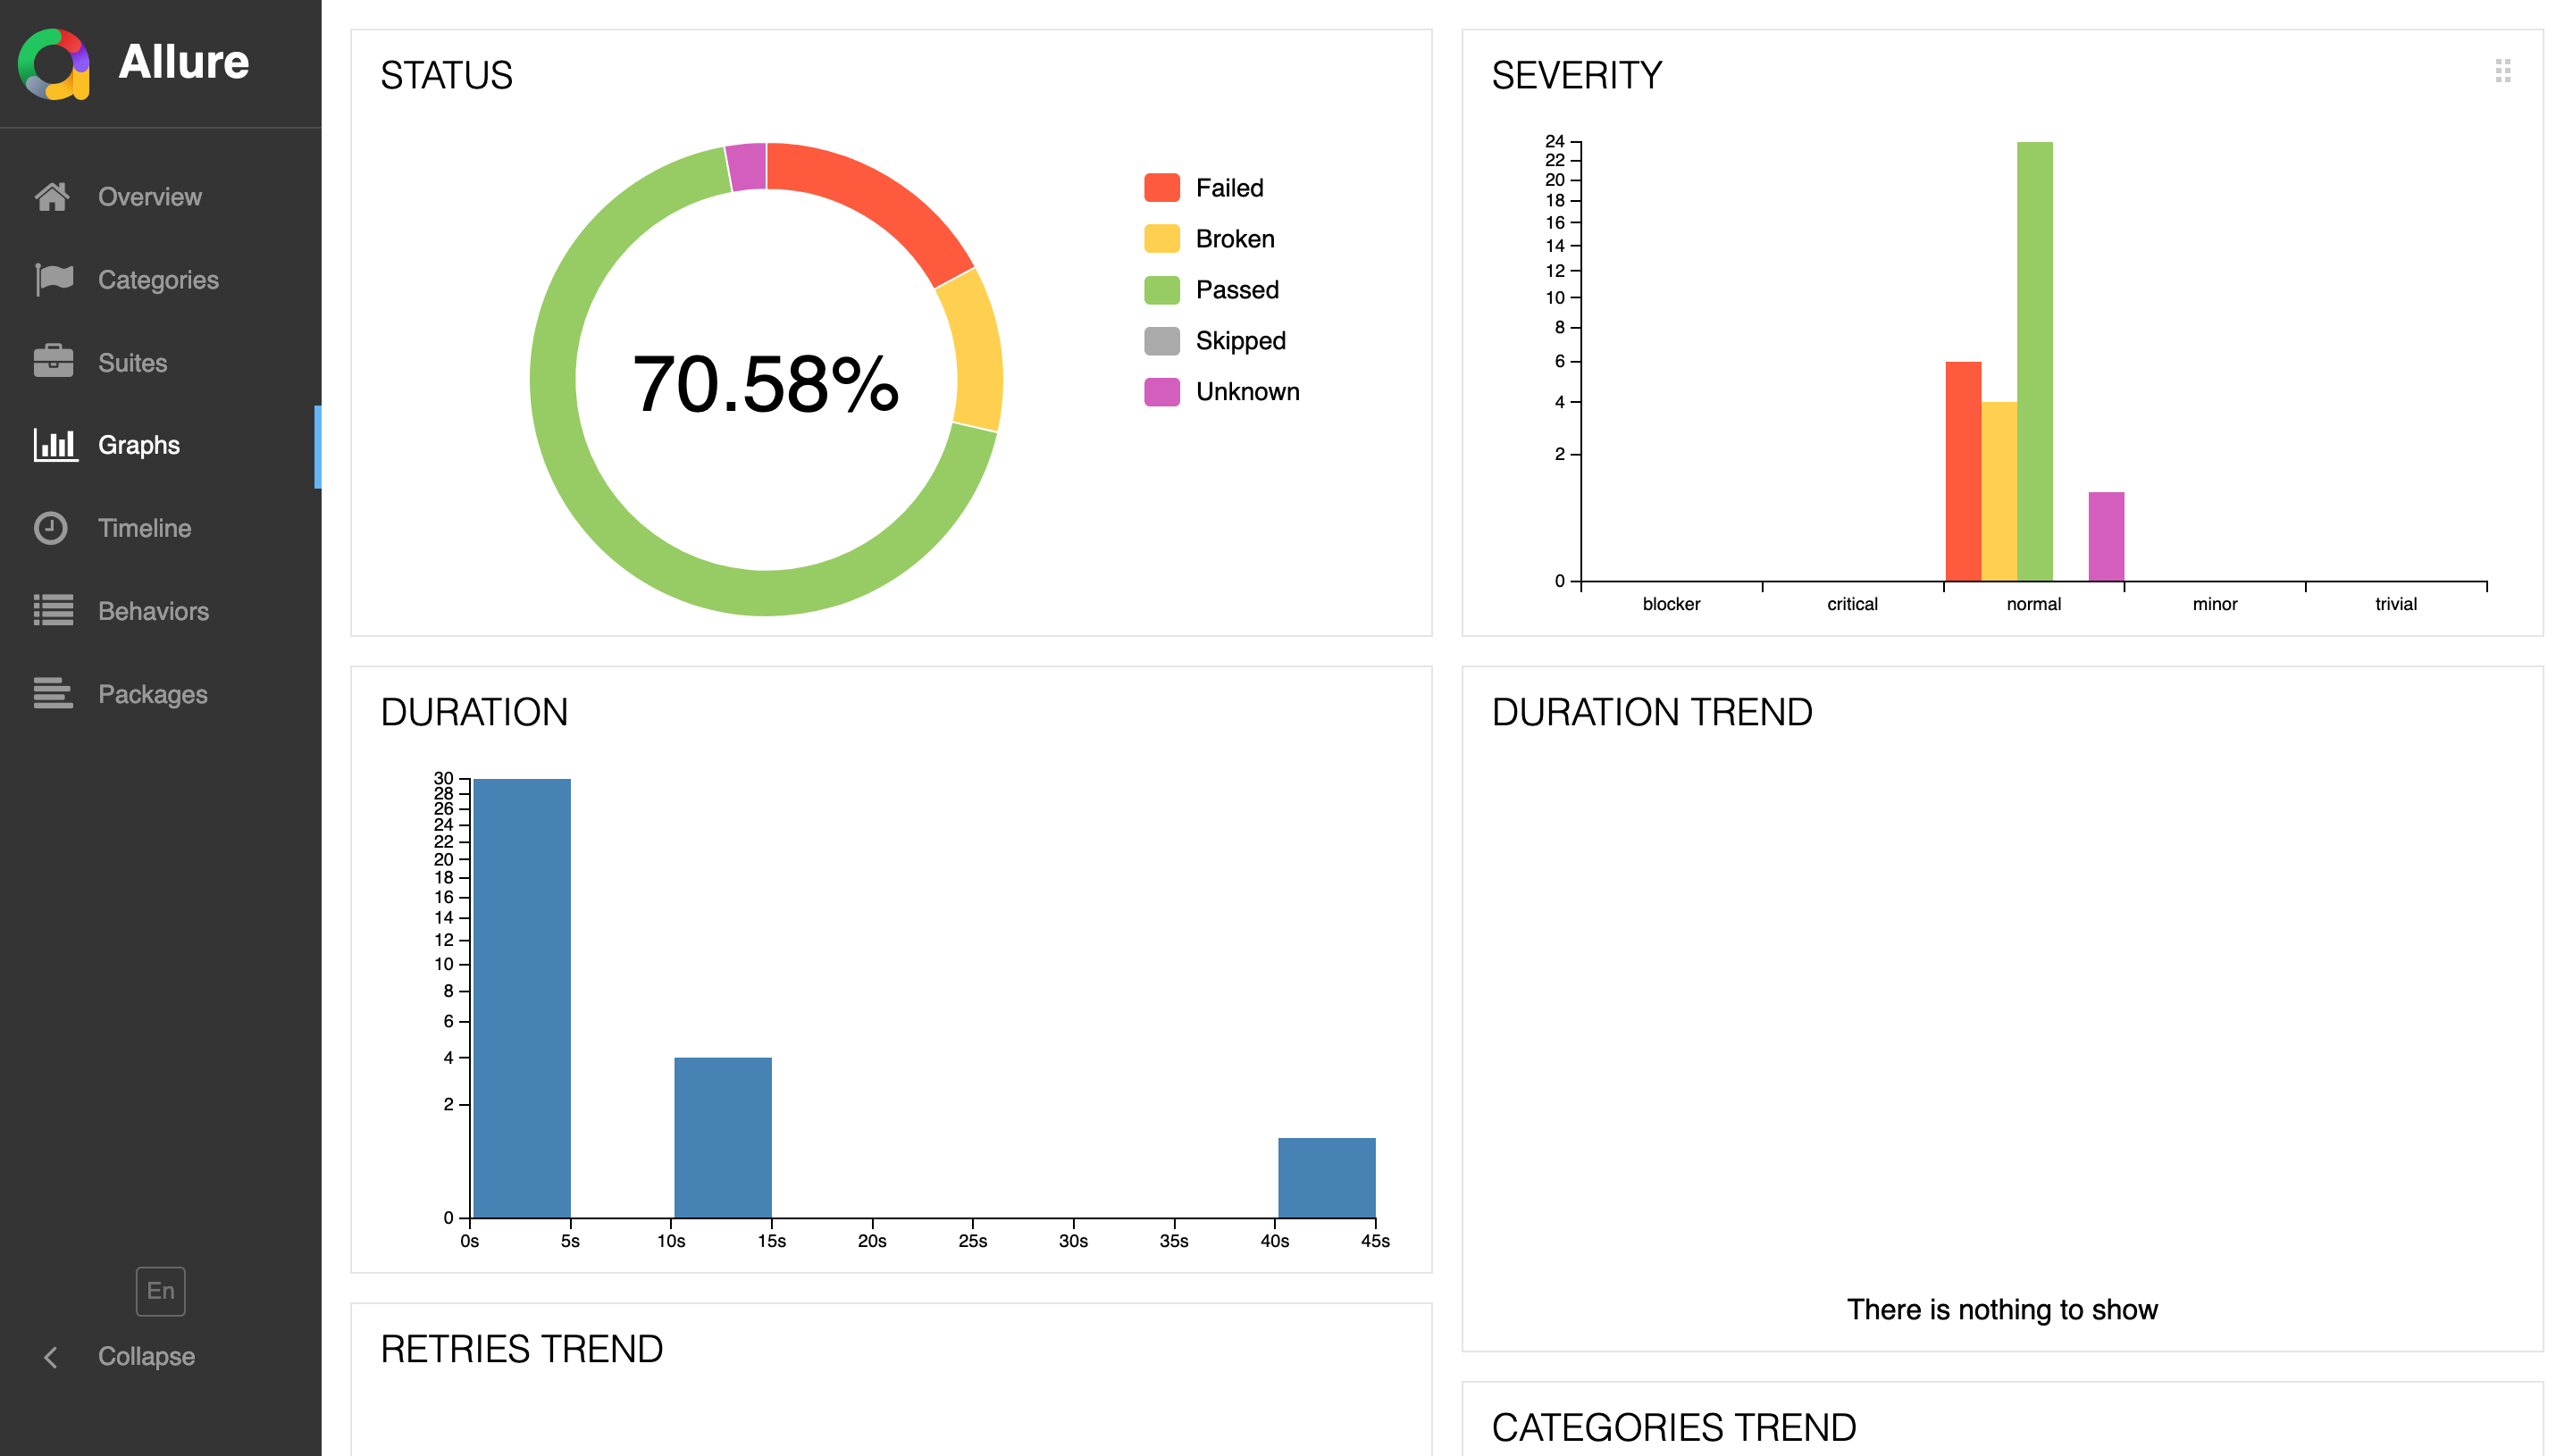 Allure
Overview
Categories
Suites
Graphs
Timeline
Behaviors
Packages
En
Collapse
STATUS
70.58%
Failed
Broken
Passed
Skipped
Unknown
SEVERITY
24
22
20
18
16
14
12
10
8
6
4
2
0
blocker critical normal minor trivial
DURATION
30
28
26
24
22
20
18
16
14
12
10
8
6
4
2
0
0s 5s 10s 15s 20s 25s 30s 35s 40s 45s
DURATION TREND
There is nothing to show
RETRIES TREND
CATEGORIES TREND